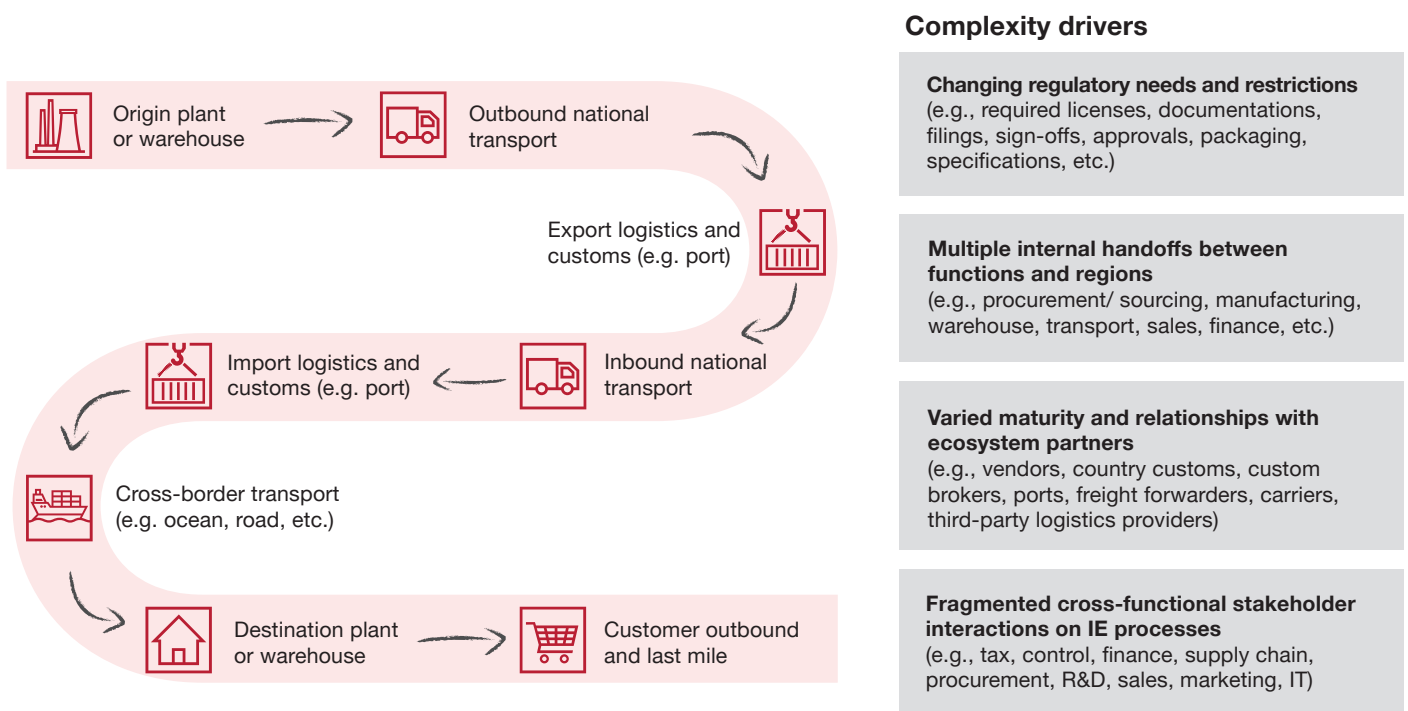 Complexity drivers
Origin plant
or warehouse
Outbound national
transport
Export logistics and
customs (e.g. port)
Inbound national
transport
Import logistics and
customs (e.g. port)
Cross-border transport
(e.g. ocean, road, etc.)
Destination plant
or warehouse
Customer outbound
and last mile
Changing regulatory needs and restrictions
(e.g., required licenses, documentations,
filings, sign-offs, approvals, packaging,
specifications, etc.)
Multiple internal handoffs between
functions and regions
(e.g., procurement/ sourcing, manufacturing,
warehouse, transport, sales, finance, etc.)
Varied maturity and relationships with
ecosystem partners
(e.g., vendors, country customs, custom
brokers, ports, freight forwarders, carriers,
third-party logistics providers)
Fragmented cross-functional stakeholder
interactions on IE processes
(e.g., tax, control, finance, supply chain,
procurement, R&D, sales, marketing, IT)